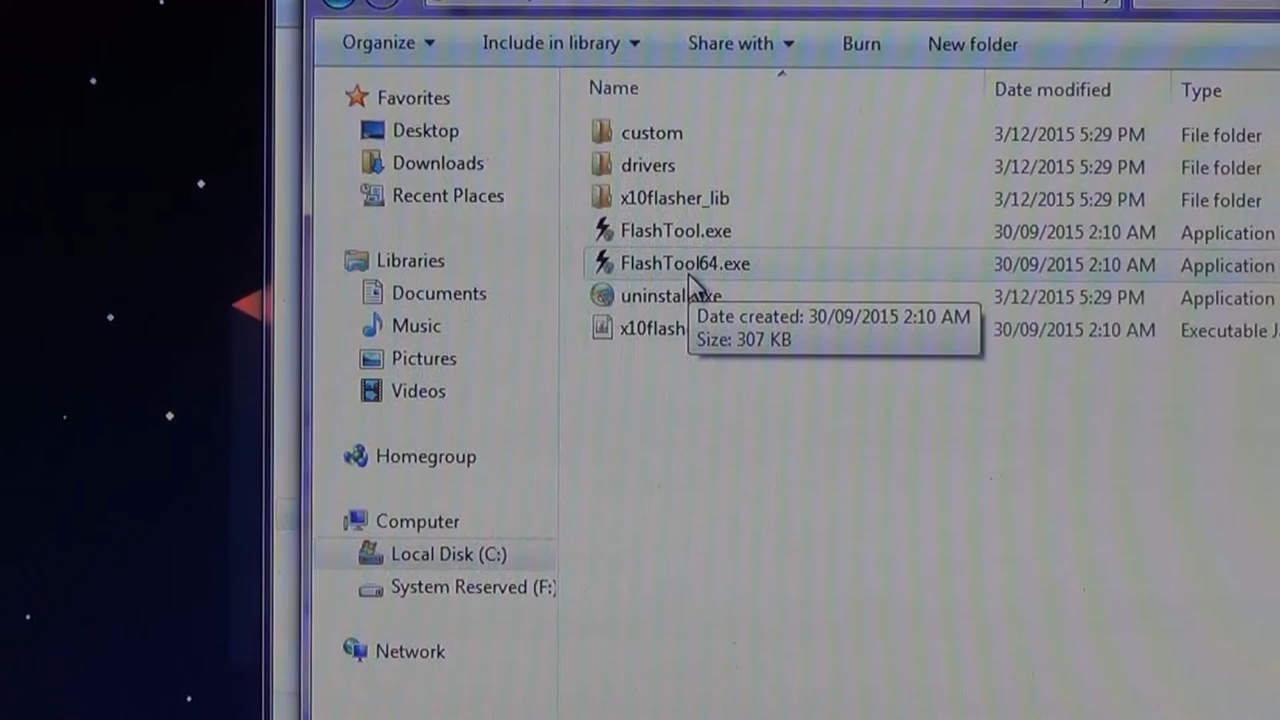 Organize Include in library Share with Burn New folder
Name Date modified Type
Favorites
Desktop
Downloads
Recent Places
Libraries
Documents
Music
Pictures
Videos
Homegroup
Computer
Local Disk (C:)
System Reserved (F:)
Network
custom 3/12/2015 5:29 PM File folder
drivers 3/12/2015 5:29 PM File folder
x10flasher_lib 3/12/2015 5:29 PM File folder
FlashTool.exe 30/09/2015 2:10 AM Application
FlashTool64.exe 30/09/2015 2:10 AM Application
uninstall.exe 3/12/2015 5:29 PM Application
x10flash 30/09/2015 2:10 AM Executable J
Date created: 30/09/2015 2:10 AM
Size: 307 KB